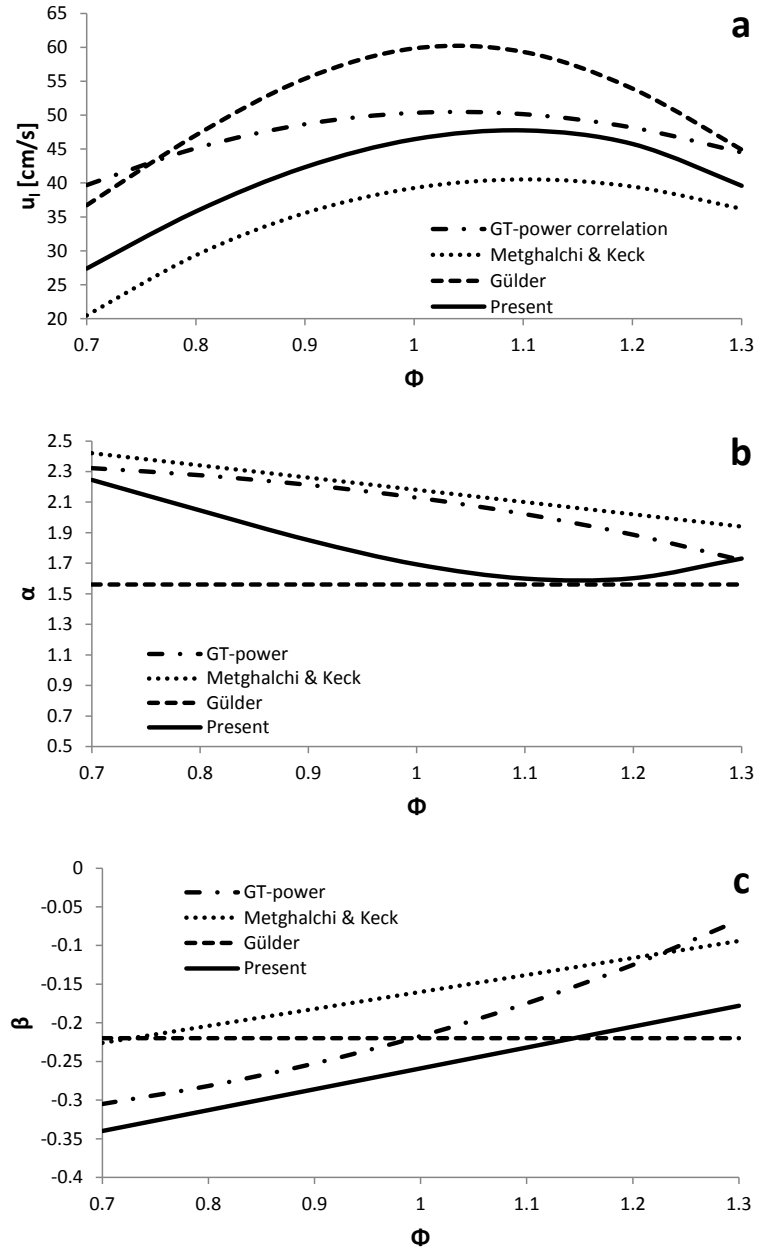 a
65
60
55
50
45
40
35
30
25
20
u_l [cm/s]
GT-power correlation
Metghalchi & Keck
Gülder
Present
0.7 0.8 0.9 1 1.1 1.2 1.3
Φ
b
2.5
2.3
2.1
1.9
1.7
1.5
1.3
1.1
0.9
0.7
0.5
α
GT-power
Metghalchi & Keck
Gülder
Present
0.7 0.8 0.9 1 1.1 1.2 1.3
Φ
c
0
-0.05
-0.1
-0.15
-0.2
-0.25
-0.3
-0.35
-0.4
β
GT-power
Metghalchi & Keck
Gülder
Present
0.7 0.8 0.9 1 1.1 1.2 1.3
Φ